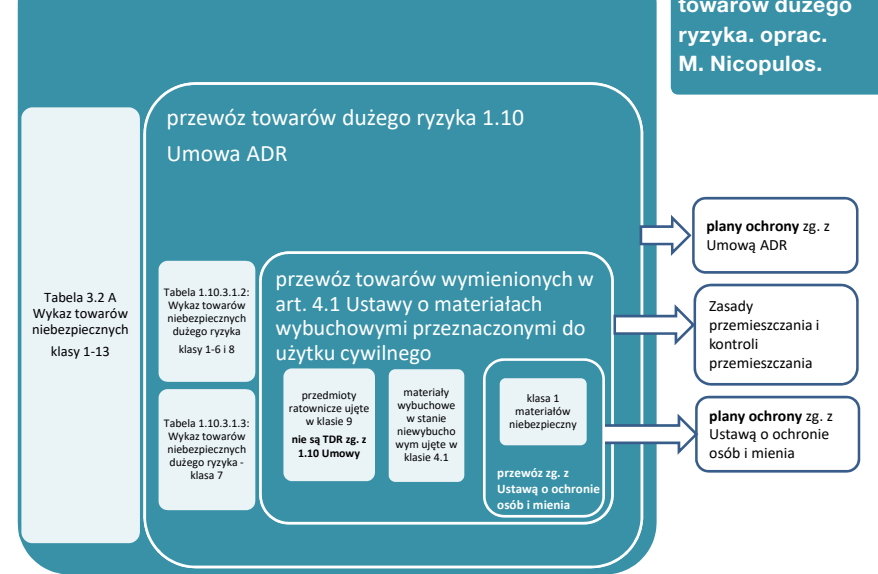 towarów dużego
ryzyka. oprac.
M. Nicopulos.
przewóz towarów dużego ryzyka 1.10
Umowa ADR
Tabela 3.2 A
Wykaz towarów
niebezpiecznych
klasy 1-13
Tabela 1.10.3.1.2:
Wykaz towarów
niebezpiecznych
dużego ryzyka
klasy 1-6 i 8
Tabela 1.10.3.1.3:
Wykaz towarów
niebezpiecznych
dużego ryzyka -
klasa 7
przewóz towarów wymienionych w
art. 4.1 Ustawy o materiałach
wybuchowymi przeznaczonymi do
użytku cywilnego
przedmioty
ratownicze ujęte
w klasie 9
nie są TDR zg. z
1.10 Umowy
materiały
wybuchowe
w stanie
niewybucho
wym ujęte w
klasie 4.1
klasa 1
materiałów
niebezpieczny
przewóz zg. z
Ustawą o ochronie
osób i mienia
plany ochrony zg. z
Umową ADR
Zasady
przemieszczania i
kontroli
przemieszczania
plany ochrony zg. z
Ustawą o ochronie
osób i mienia